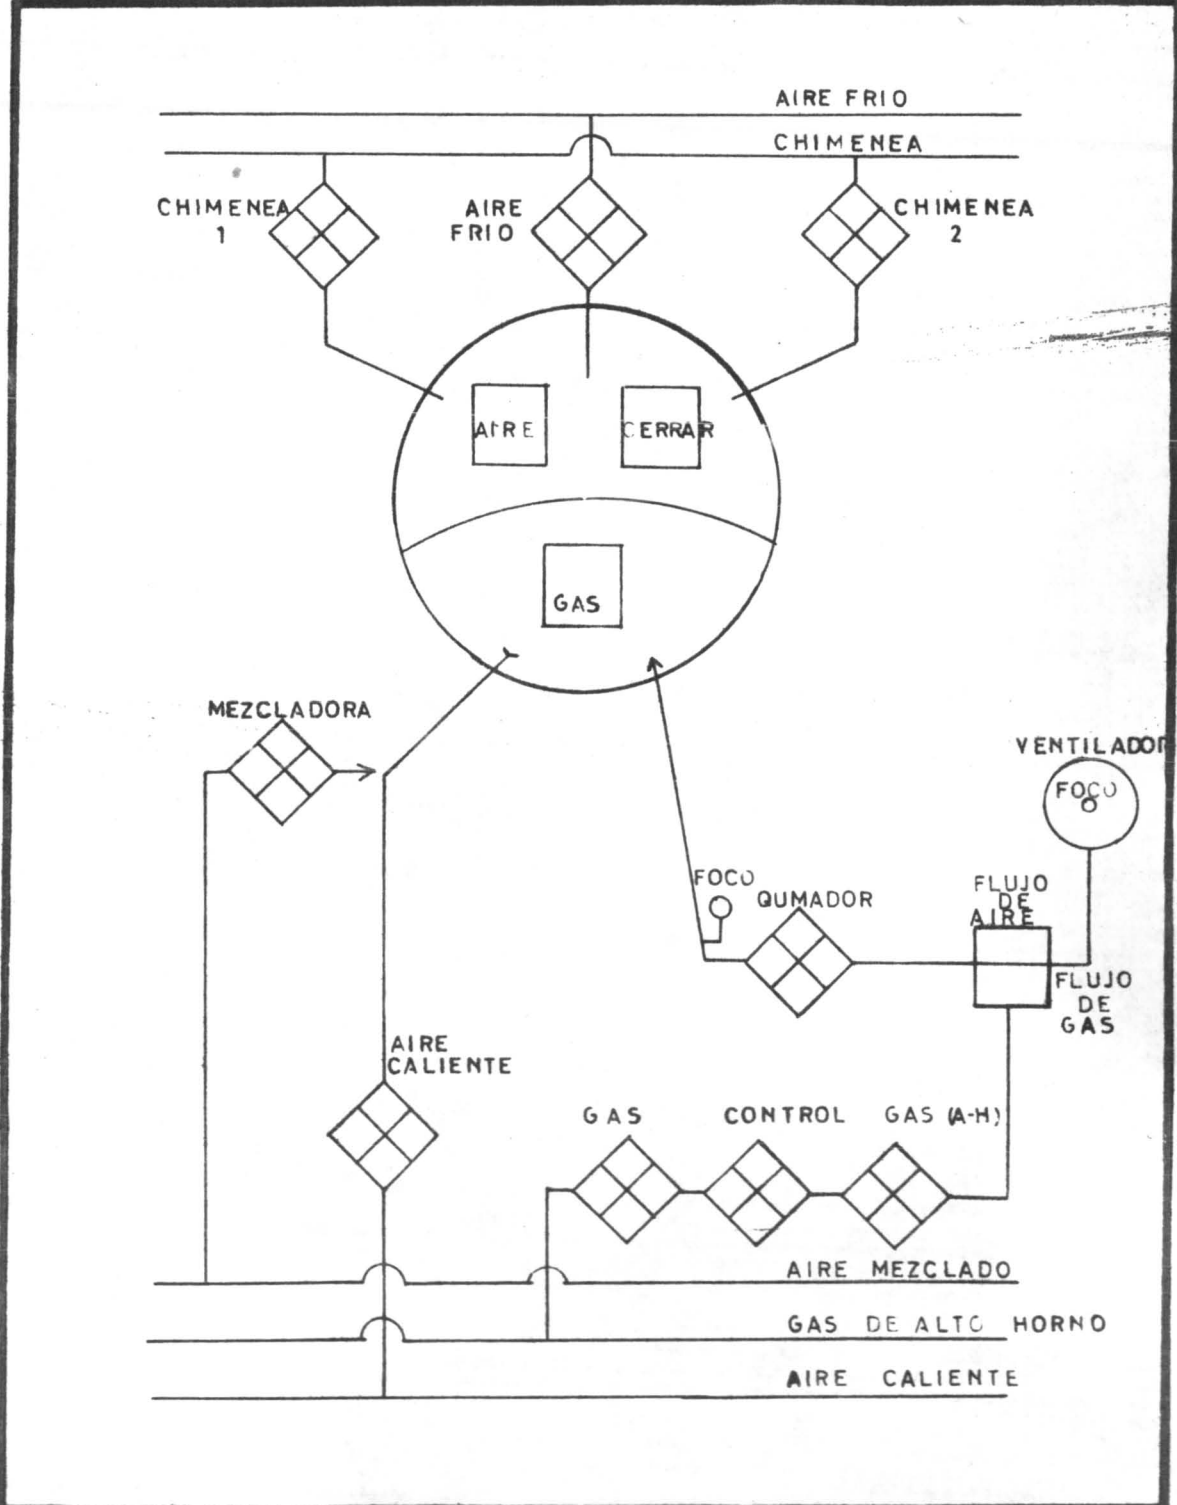 AIRE FRIO
CHIMENEA
CHIMENEA
1
AIRE
FRIO
CHIMENEA
2
AIRE
CERRAR
GAS
MEZCLADORA
VENTILADOR
FOCO
FOCO
QUMADOR
FLUJO
DE
AIRE
FLUJO
DE
GAS
AIRE
CALIENTE
GAS
CONTROL
GAS (A-H)
AIRE MEZCLADO
GAS DE ALTO HORNO
AIRE CALIENTE